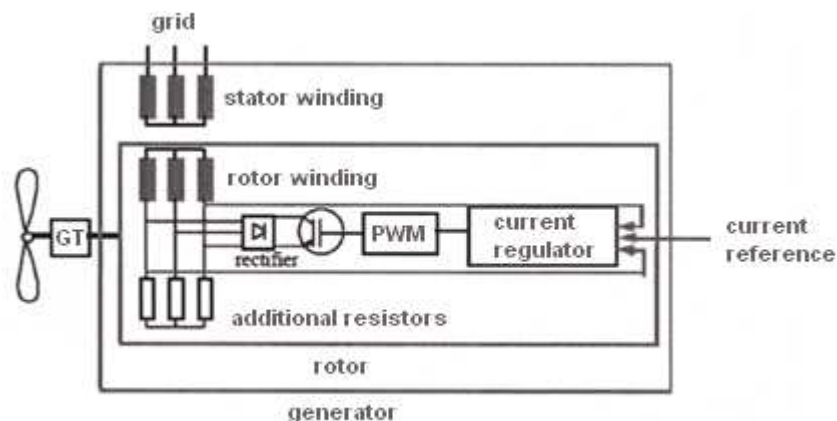 grid
stator winding
rotor winding
GT
rectifier
PWM
current
regulator
current
reference
additional resistors
rotor
generator